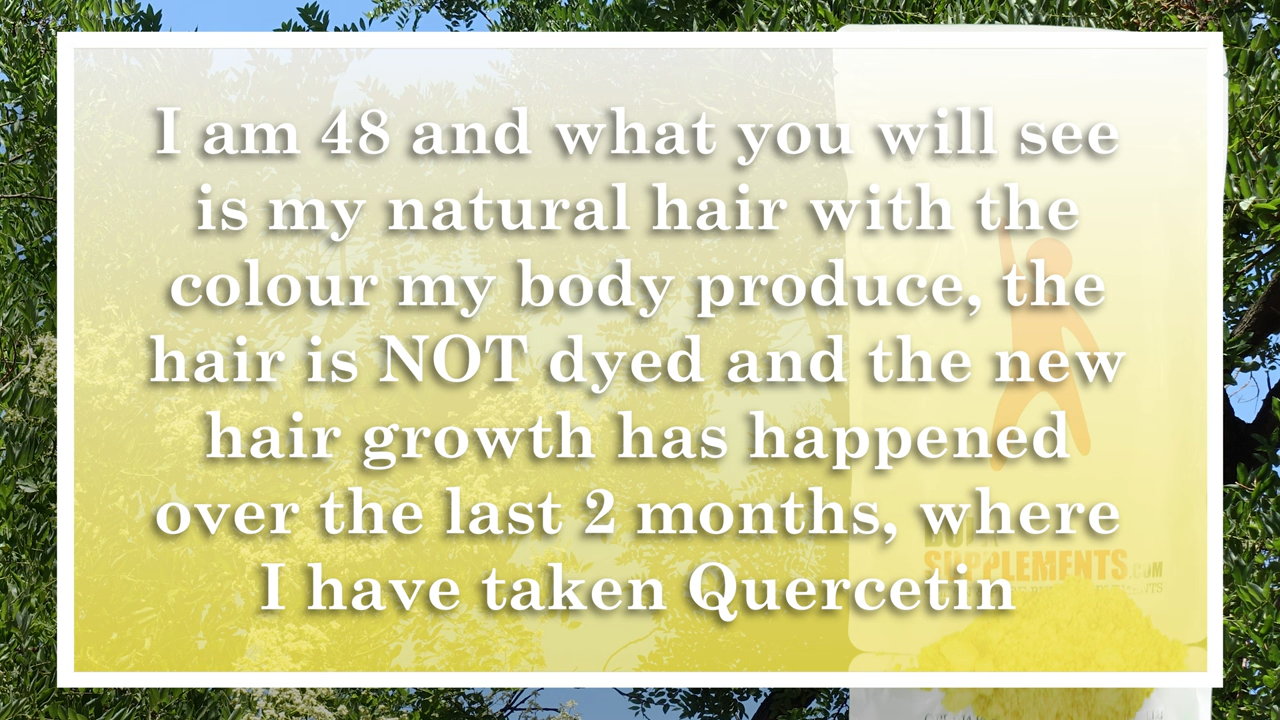 I am 48 and what you will see
is my natural hair with the
colour my body produce, the
hair is NOT dyed and the new
hair growth has happened
over the last 2 months, where
I have taken Quercetin
SUPPLEMENTS.COM